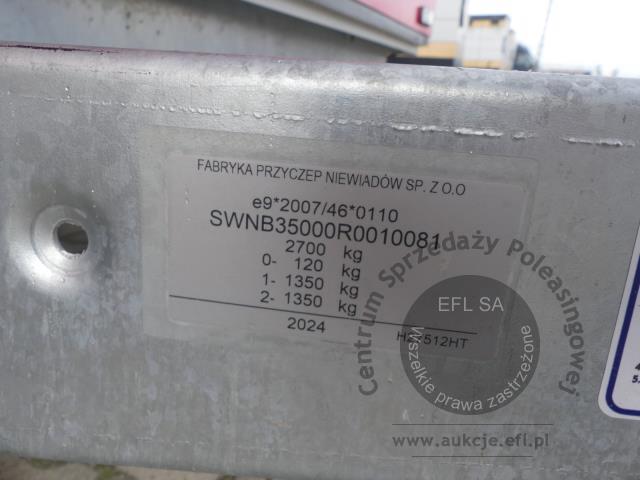 FABRYKA PRZYCZEP NIEWIADÓW SP. Z O.O
e9*2007/46*0110
SWNB35000R0010081
2700 kg
0- 120 kg
1- 1350 kg
2- 1350 kg
2024
Centrum Sprzedaży Poleasingowej
EFL SA
Wszelkie prawa zastrzeżone
www.aukcje.efl.pl